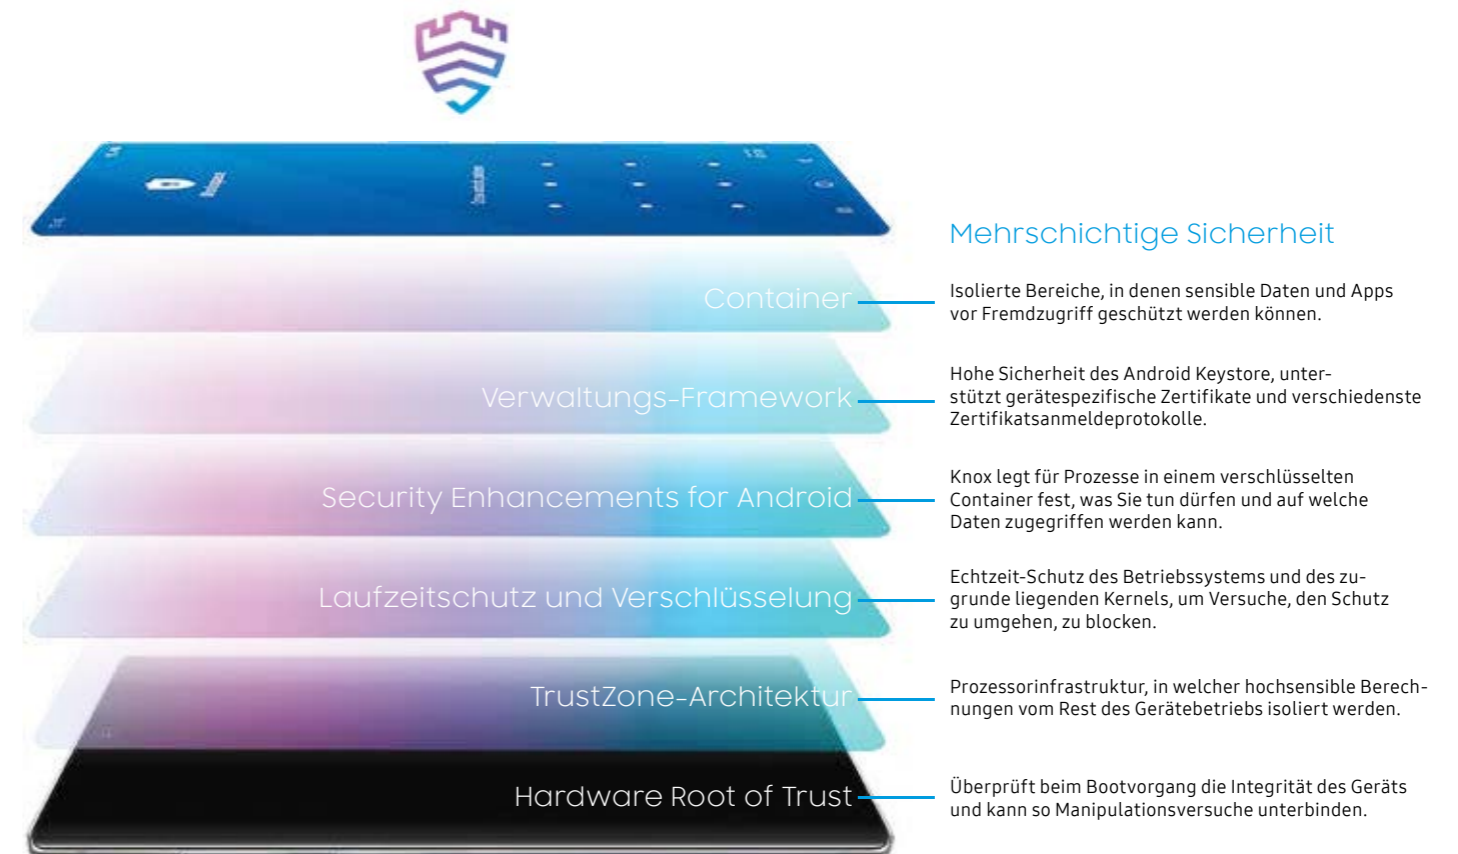 Mehrschichtige Sicherheit
Container
Isolierte Bereiche, in denen sensible Daten und Apps
vor Fremdzugriff geschützt werden können.
Verwaltungs-Framework
Hohe Sicherheit des Android Keystore, unter-
stützt gerätespezifische Zertifikate und verschiedenste
Zertifikatsanmeldeprotokolle.
Security Enhancements for Android
Knox legt für Prozesse in einem verschlüsselten
Container fest, was Sie tun dürfen und auf welche
Daten zugegriffen werden kann.
Laufzeitschutz und Verschlüsselung
Echtzeit-Schutz des Betriebssystems und des zu-
grunde liegenden Kernels, um Versuche, den Schutz
zu umgehen, zu blocken.
TrustZone-Architektur
Prozessorinfrastruktur, in welcher hochsensible Berech-
nungen vom Rest des Gerätebetriebs isoliert werden.
Hardware Root of Trust
Überprüft beim Bootvorgang die Integrität des Geräts
und kann so Manipulationsversuche unterbinden.